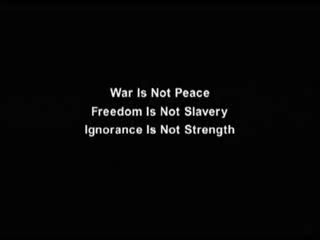 War Is Not Peace
Freedom Is Not Slavery
Ignorance Is Not Strength